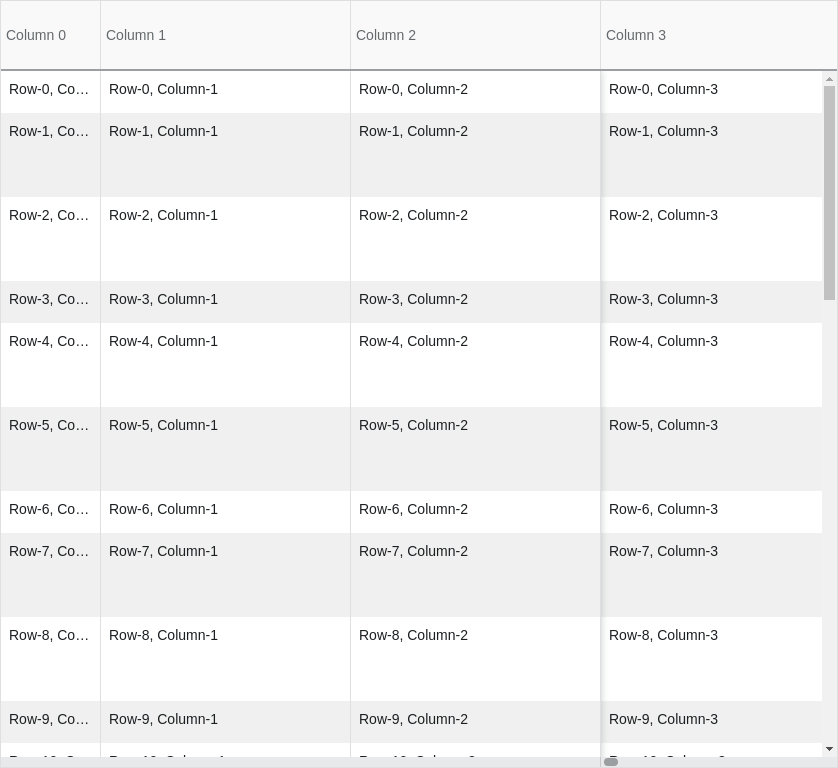 Column 0 Column 1 Column 2 Column 3
Row-0, Co… Row-0, Column-1 Row-0, Column-2 Row-0, Column-3
Row-1, Co… Row-1, Column-1 Row-1, Column-2 Row-1, Column-3
Row-2, Co… Row-2, Column-1 Row-2, Column-2 Row-2, Column-3
Row-3, Co… Row-3, Column-1 Row-3, Column-2 Row-3, Column-3
Row-4, Co… Row-4, Column-1 Row-4, Column-2 Row-4, Column-3
Row-5, Co… Row-5, Column-1 Row-5, Column-2 Row-5, Column-3
Row-6, Co… Row-6, Column-1 Row-6, Column-2 Row-6, Column-3
Row-7, Co… Row-7, Column-1 Row-7, Column-2 Row-7, Column-3
Row-8, Co… Row-8, Column-1 Row-8, Column-2 Row-8, Column-3
Row-9, Co… Row-9, Column-1 Row-9, Column-2 Row-9, Column-3